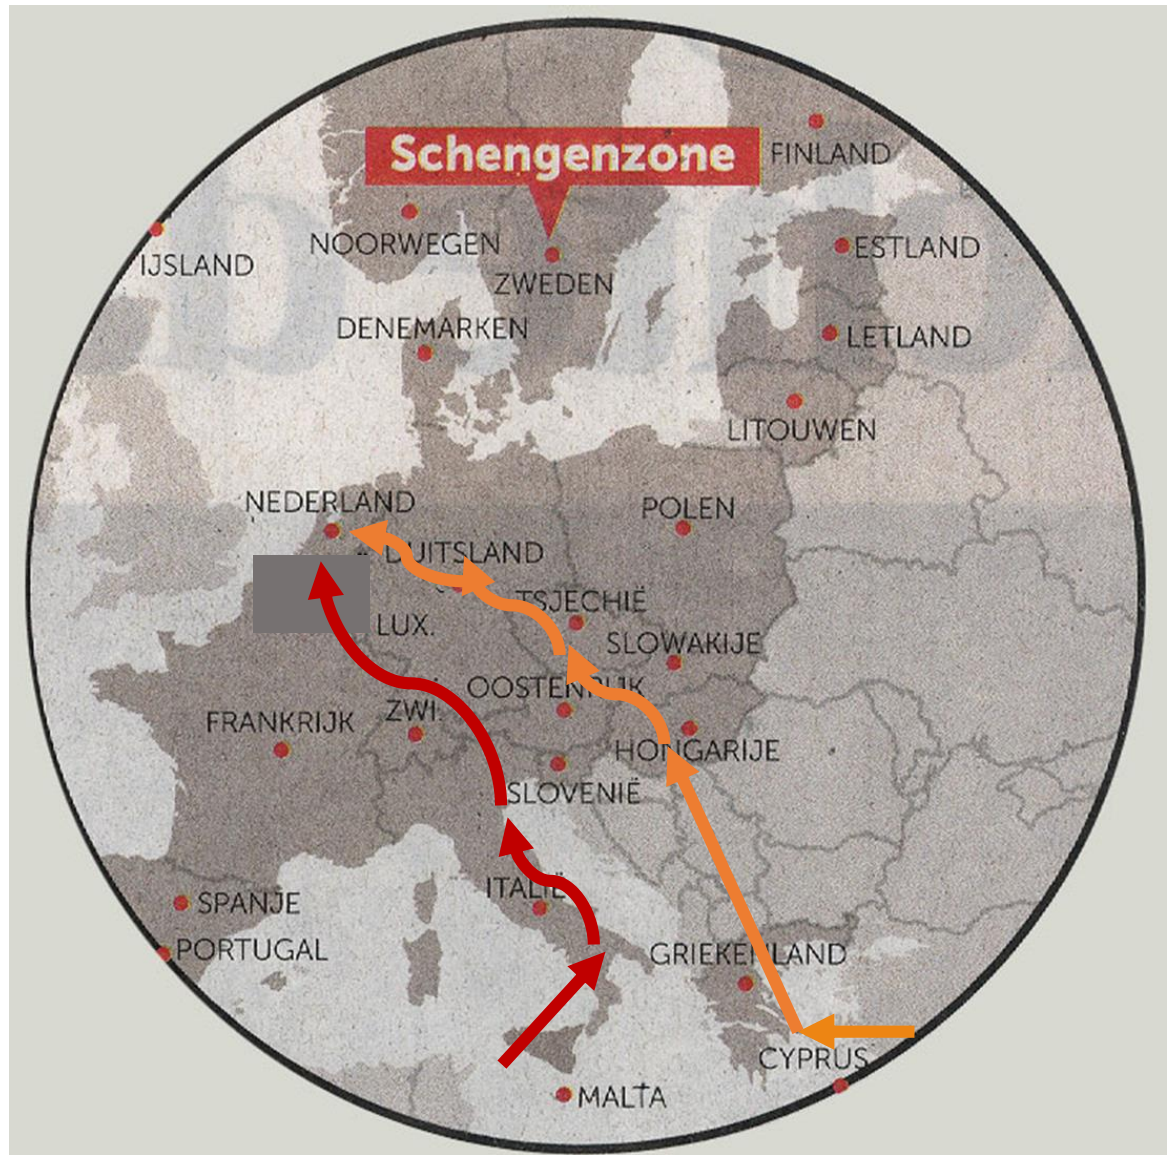 Schengenzone
FINLAND
NOORWEGEN
ESTLAND
IJSLAND
ZWEDEN
DENEMARKEN
LETLAND
LITOUWEN
NEDERLAND
POLEN
DUITSLAND
TSJECHIË
LUX.
SLOWAKIJE
OOSTENRIJK
ZWI.
FRANKRIJK
HONGARIJE
SLOVENIË
ITALIË
SPANJE
PORTUGAL
GRIEKENLAND
CYPRUS
MALTA